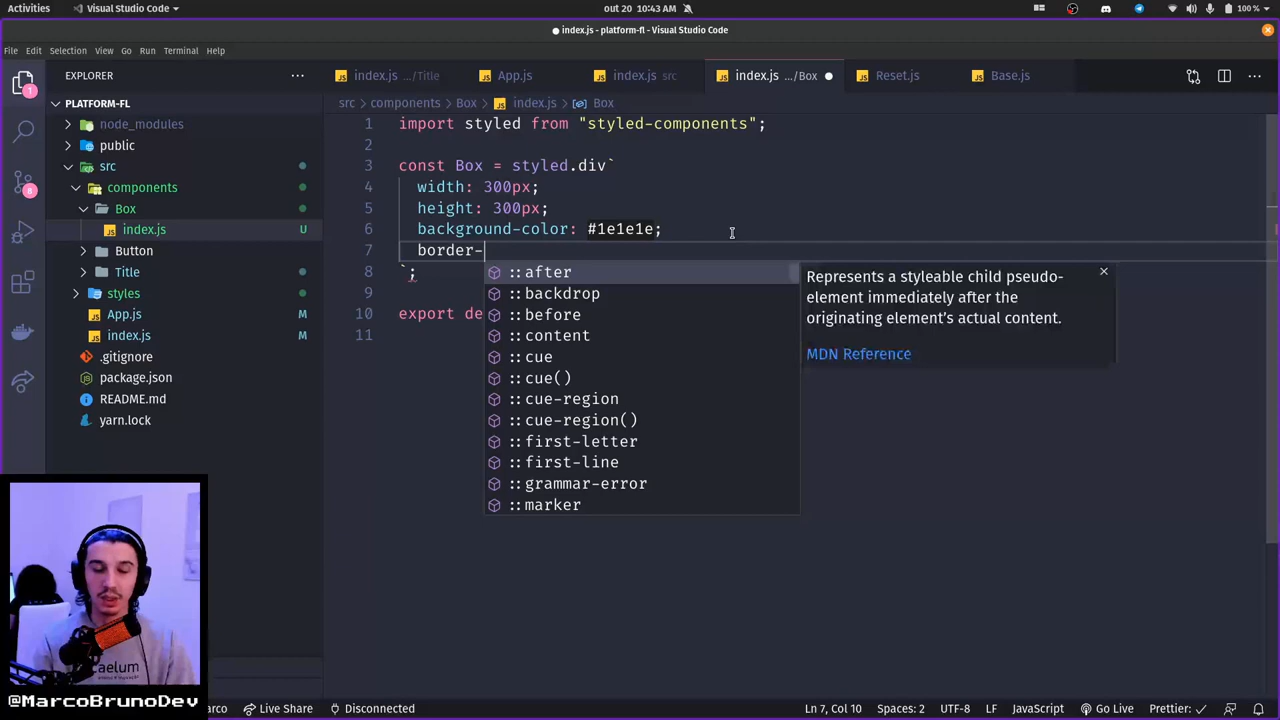 Activities
Visual Studio Code
out 20 10:43 AM
100 %
● index.js - platform-fl - Visual Studio Code
File Edit Selection View Go Run Terminal Help
EXPLORER
index.js .../Title
App.js
index.js src
index.js .../Box
Reset.js
Base.js
PLATFORM-FL
node_modules
public
src
components
Box
index.js
Button
Title
styles
App.js M
index.js M
.gitignore
package.json
README.md
yarn.lock
1
8
src > components > Box > index.js > Box
1 import styled from "styled-components";
2
3 const Box = styled.div`
4 width: 300px;
5 height: 300px;
6 background-color: #1e1e1e;
7 border-
8 `;
9
10 export de
11
::after
::backdrop
::before
::content
::cue
::cue()
::cue-region
::cue-region()
::first-letter
::first-line
::grammar-error
::marker
Represents a styleable child pseudo-
element immediately after the
originating element's actual content.
MDN Reference
aelum
@MarcoBrunoDev
arco
Live Share
Disconnected
Ln 7, Col 10
Spaces: 2
UTF-8
LF
JavaScript
Go Live
Prettier: ✓